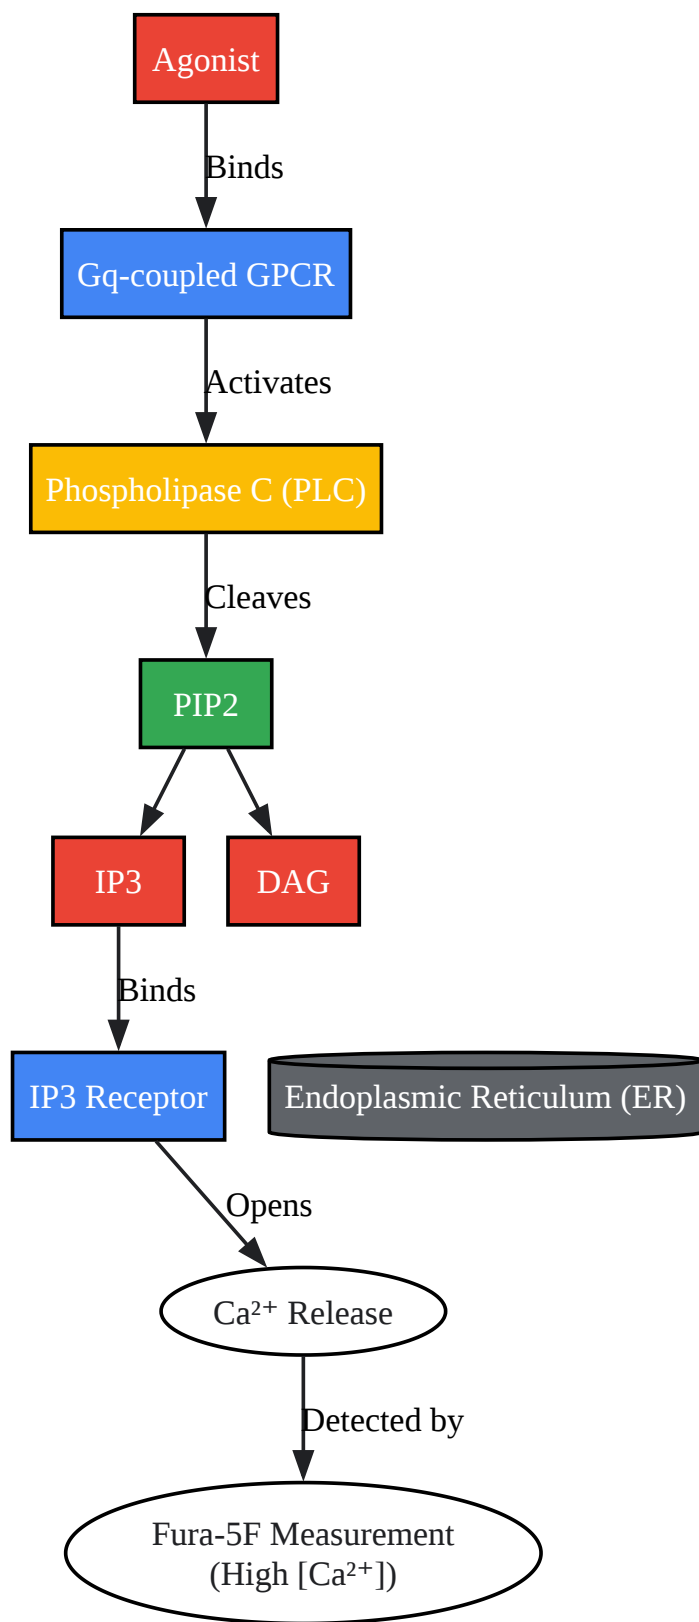 Agonist
Binds
Gq-coupled GPCR
Activates
Phospholipase C (PLC)
Cleaves
PIP2
IP3
DAG
Binds
IP3 Receptor
Endoplasmic Reticulum (ER)
Opens
Ca²⁺ Release
Detected by
Fura-5F Measurement
(High [Ca²⁺])